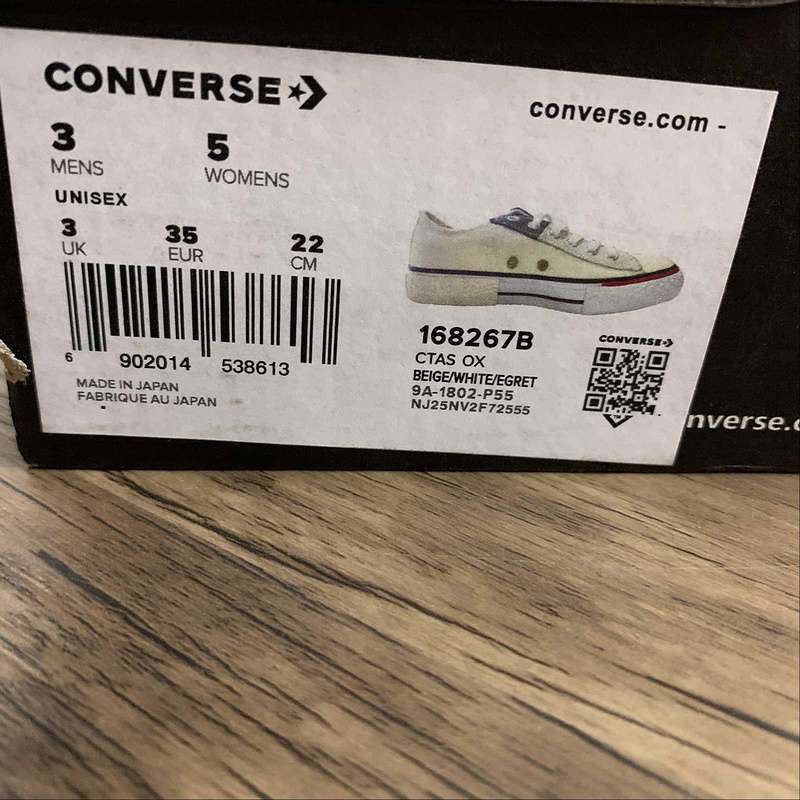 CONVERSE
converse.com -
3 5
MENS WOMENS
UNISEX
3 35 22
UK EUR CM
6 902014 538613
MADE IN JAPAN
FABRIQUE AU JAPAN
168267B
CTAS OX
BEIGE/WHITE/EGRET
9A-1802-P55
NJ25NV2F72555
CONVERSE
nverse.c